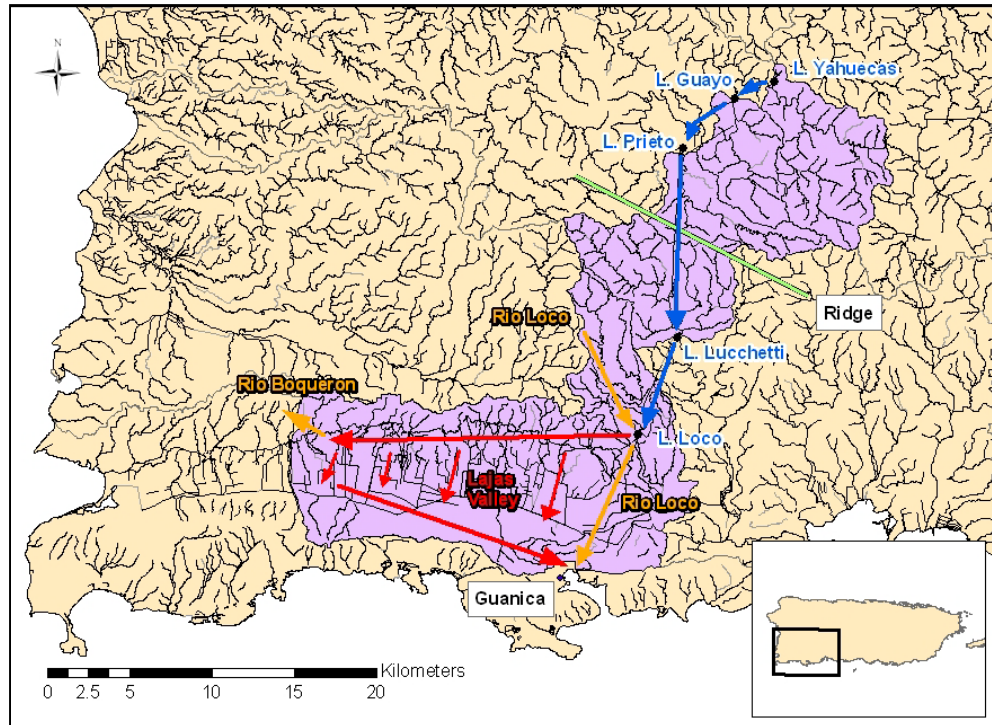 N
L. Yahuecas
L. Guayo
L. Prieto
Ridge
Rio Loco
L. Lucchetti
Rio Boqueron
L. Loco
Lajas
Valley
Rio Loco
Guanica
Kilometers
0 2.5 5 10 15 20